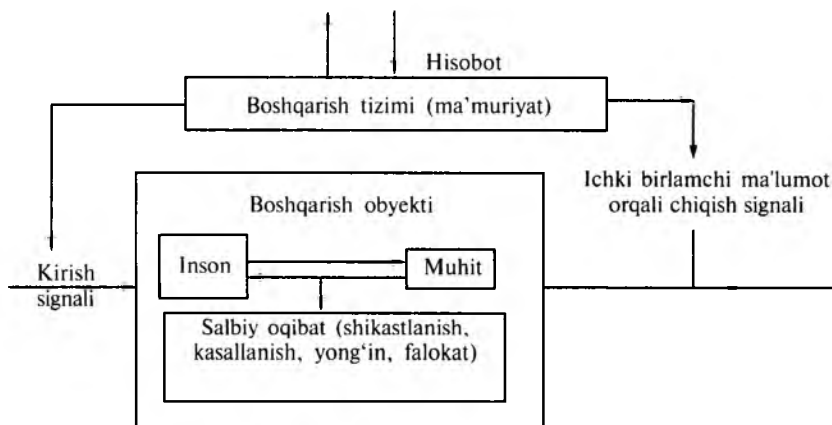 Hisobot
Boshqarish tizimi (ma'muriyat)
Ichki birlamchi ma'lumot
orqali chiqish signali
Boshqarish obyekti
Inson
Muhit
Kirish
signali
Salbiy oqibat (shikastlanish,
kasallanish, yong‘in, falokat)